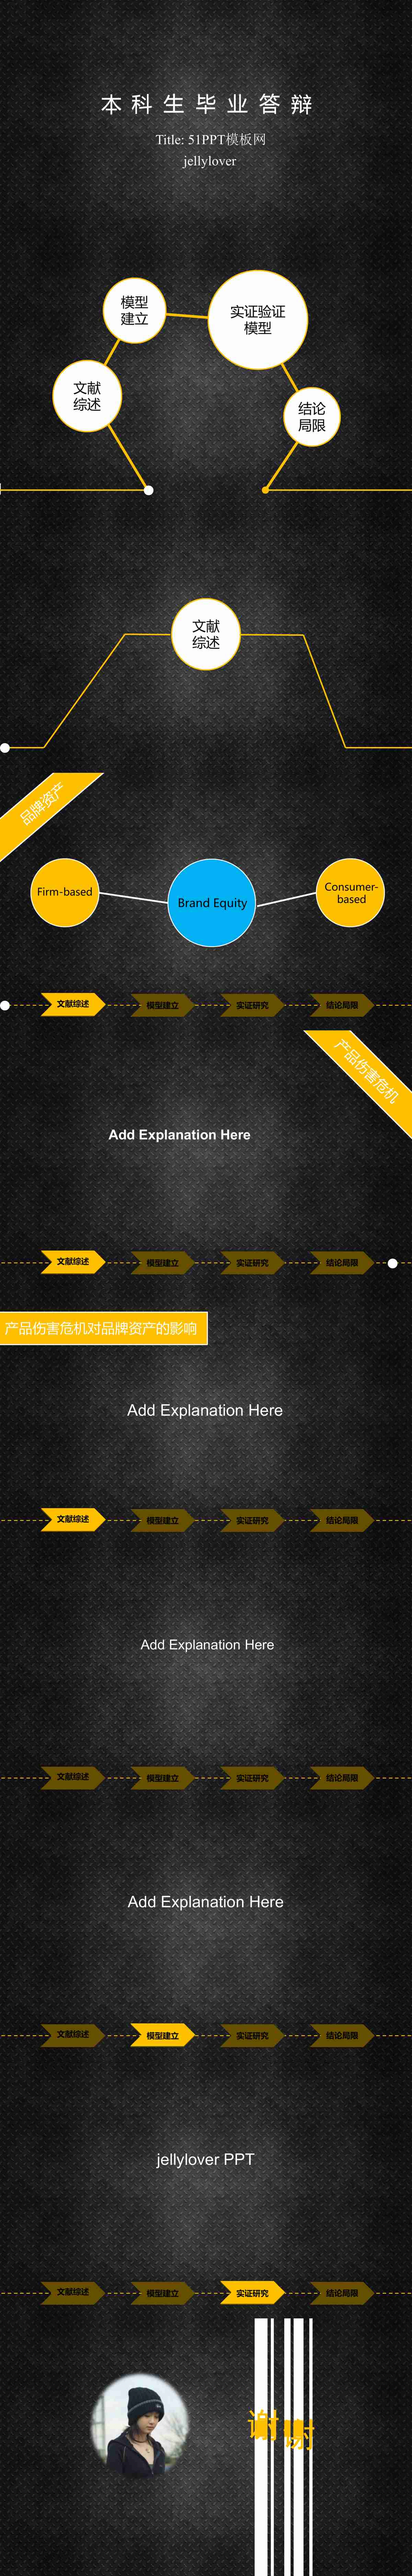 本科生毕业答辩
Title: 51PPT模板网
jellylover
模型
建立
实证验证
模型
文献
综述
结论
局限
文献
综述
品牌资产
Firm-based
Brand Equity
Consumer-
based
文献综述
模型建立
实证研究
结论局限
产品伤害危机
Add Explanation Here
文献综述
模型建立
实证研究
结论局限
产品伤害危机对品牌资产的影响
Add Explanation Here
文献综述
模型建立
实证研究
结论局限
Add Explanation Here
文献综述
模型建立
实证研究
结论局限
Add Explanation Here
文献综述
模型建立
实证研究
结论局限
jellylover PPT
文献综述
模型建立
实证研究
结论局限
谢谢